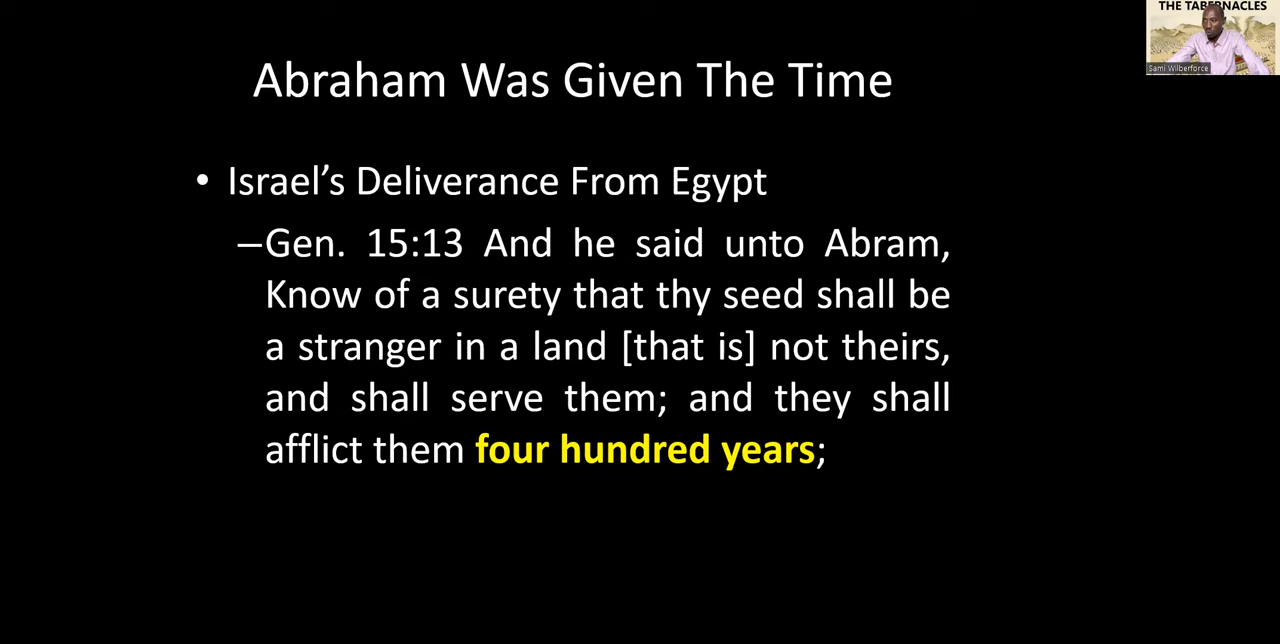 THE TABERNACLES
Sami Wilberforce
Abraham Was Given The Time
• Israel’s Deliverance From Egypt
–Gen. 15:13 And he said unto Abram,
Know of a surety that thy seed shall be
a stranger in a land [that is] not theirs,
and shall serve them; and they shall
afflict them four hundred years;